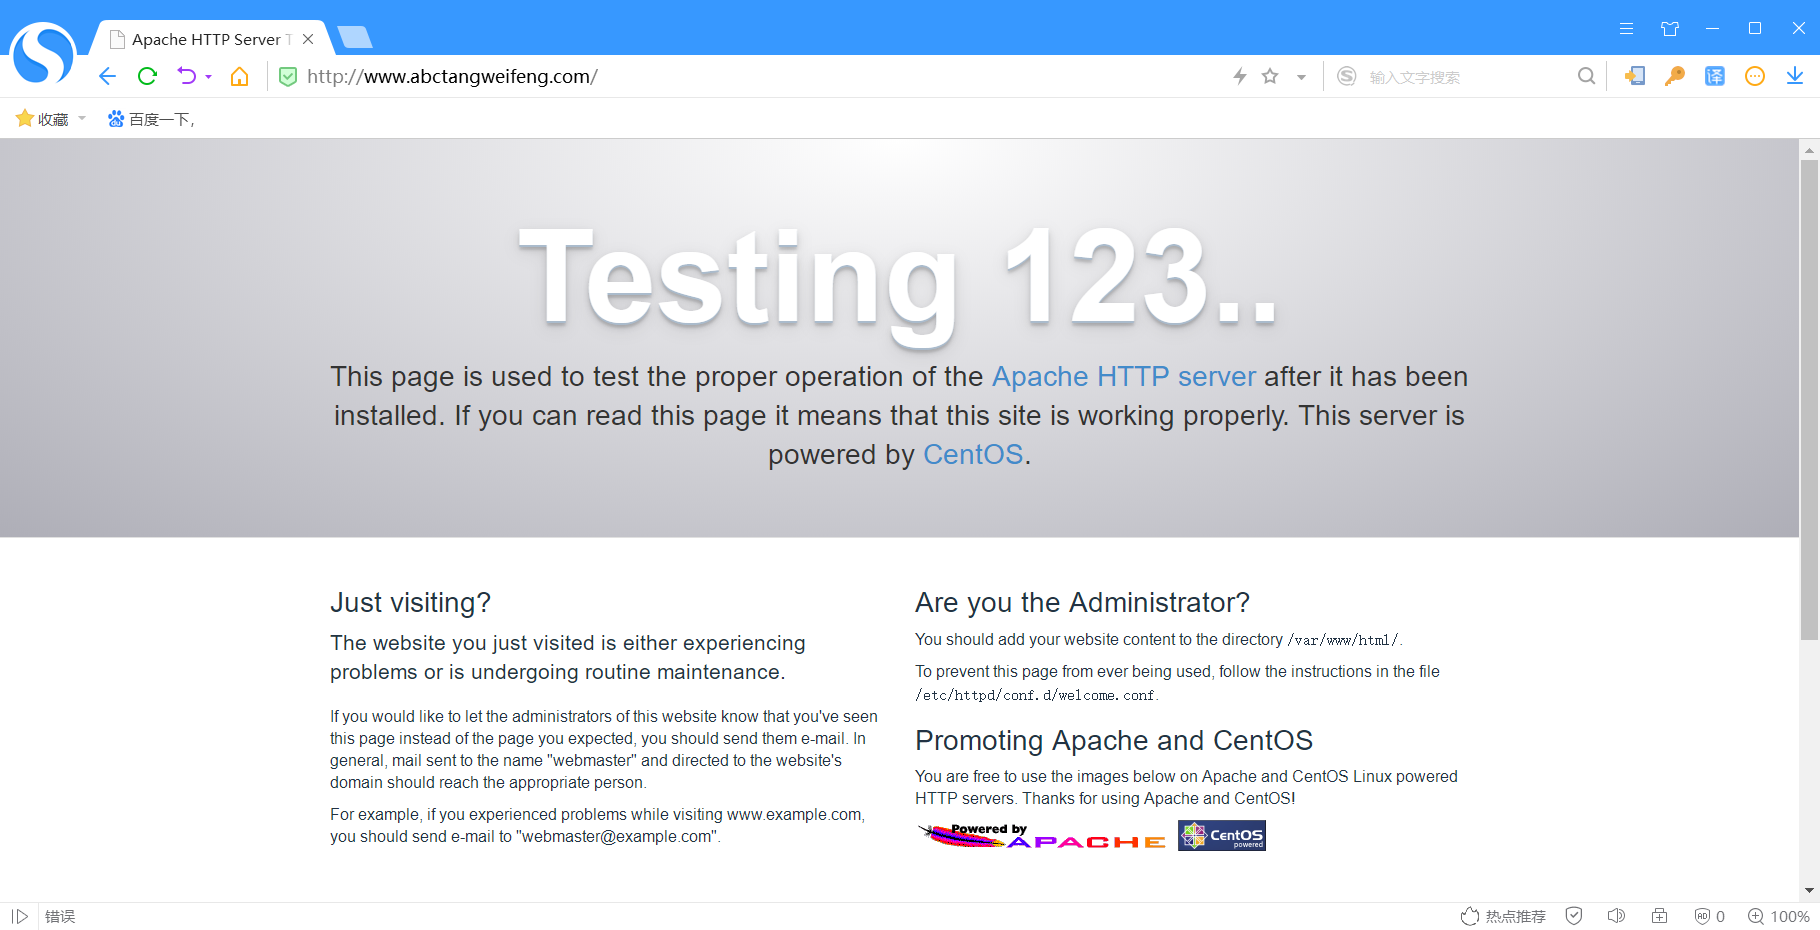 Apache HTTP Server T
http://www.abctangweifeng.com/
输入文字搜索
译
收藏
百度一下，
Testing 123..
This page is used to test the proper operation of the Apache HTTP server after it has been
installed. If you can read this page it means that this site is working properly. This server is
powered by CentOS.
Just visiting?
The website you just visited is either experiencing
problems or is undergoing routine maintenance.
If you would like to let the administrators of this website know that you've seen
this page instead of the page you expected, you should send them e-mail. In
general, mail sent to the name "webmaster" and directed to the website's
domain should reach the appropriate person.
For example, if you experienced problems while visiting www.example.com,
you should send e-mail to "webmaster@example.com".
Are you the Administrator?
You should add your website content to the directory /var/www/html/.
To prevent this page from ever being used, follow the instructions in the file
/etc/httpd/conf.d/welcome.conf.
Promoting Apache and CentOS
You are free to use the images below on Apache and CentOS Linux powered
HTTP servers. Thanks for using Apache and CentOS!
Powered by
APACHE
CentOS
powered
错误
热点推荐
AD 0
100%